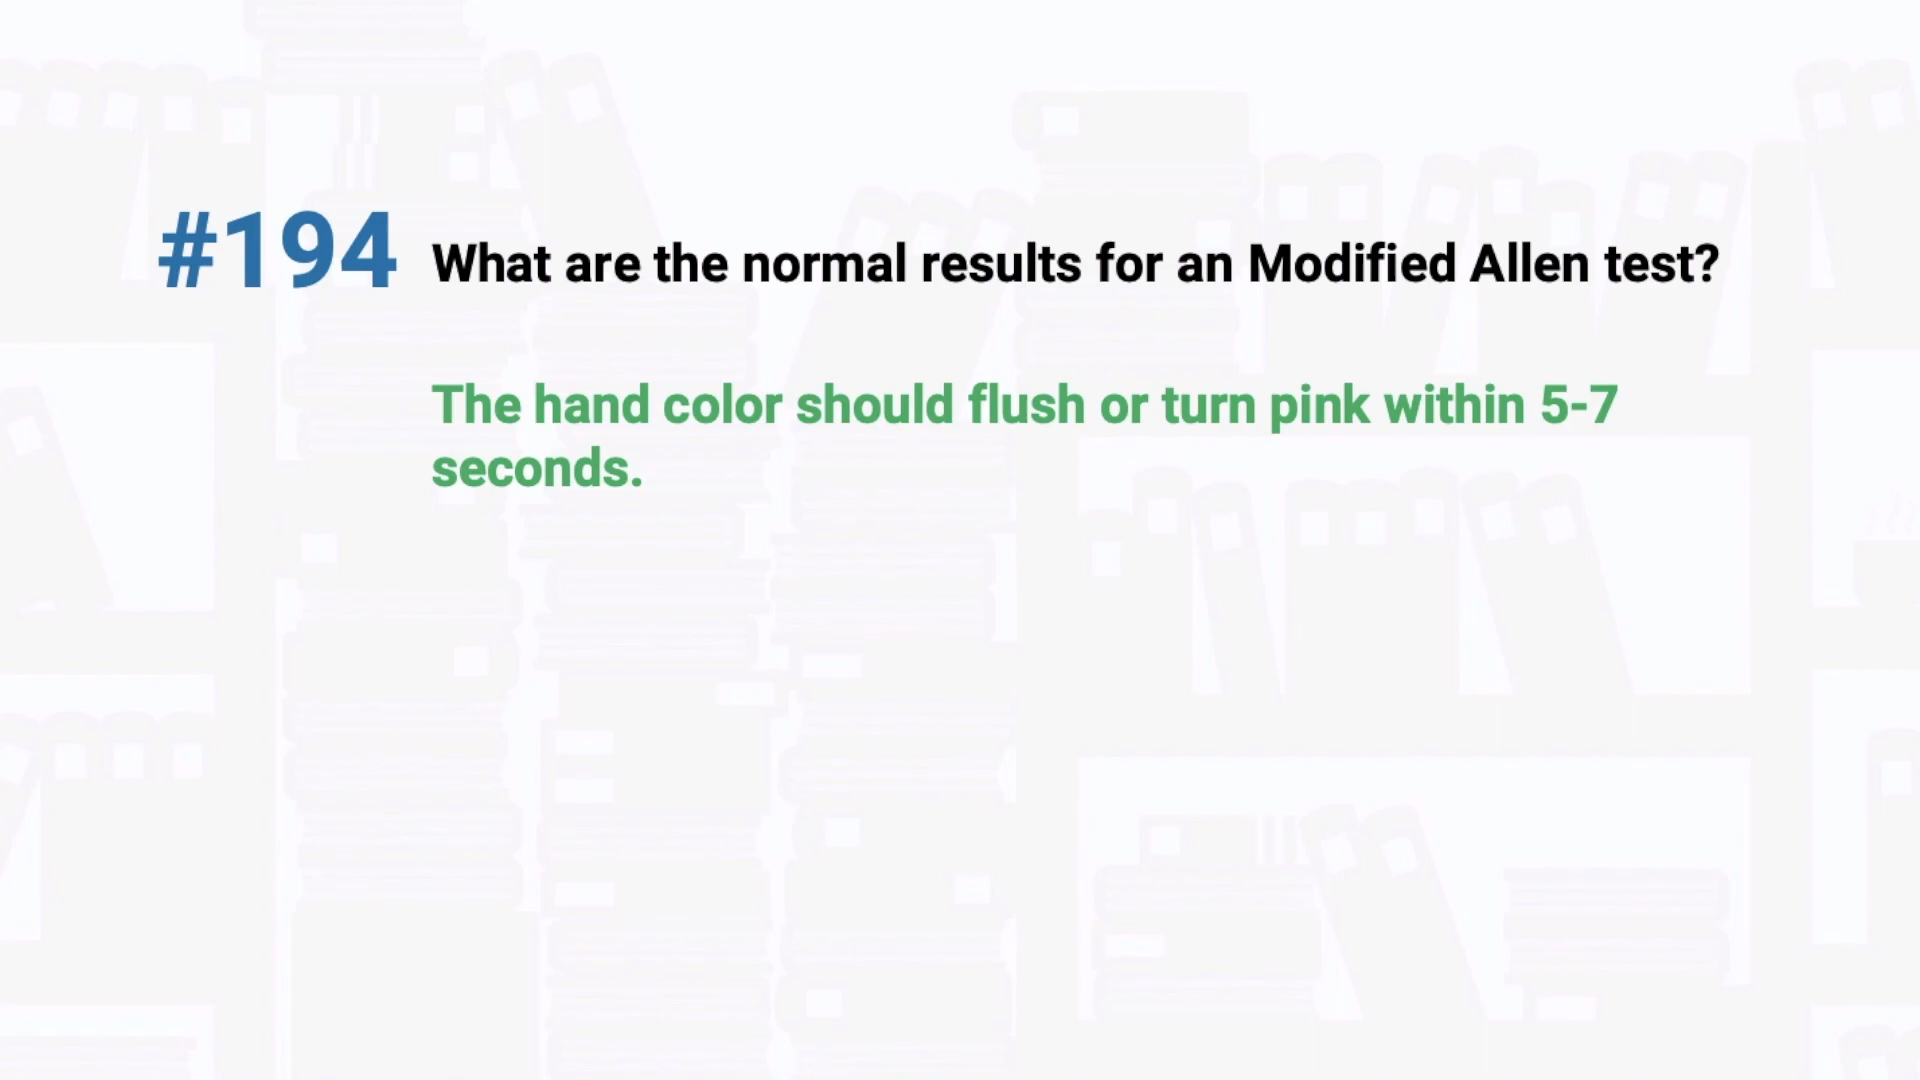 #194 What are the normal results for an Modified Allen test?
The hand color should flush or turn pink within 5-7
seconds.